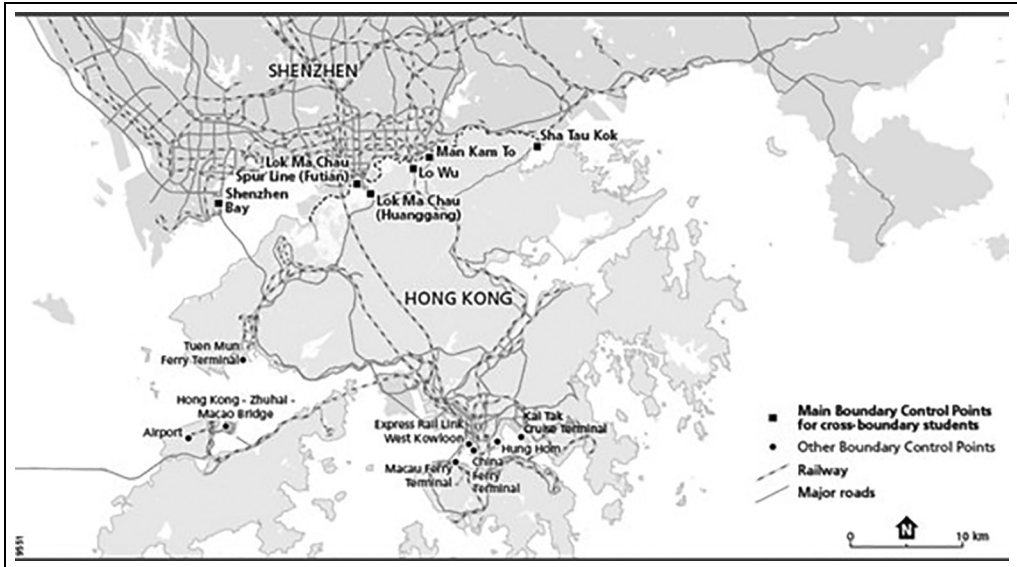 SHENZHEN
Sha Tau Kok
Man Kam To
Lok Ma Chau
Spur Line (Futian)
Lo Wu
Shenzhen
Bay
Lok Ma Chau
(Huanggang)
HONG KONG
Tuen Mun
Ferry Terminal
Hong Kong - Zhuhai -
Macao Bridge
Airport
Express Rail Link
West Kowloon
Kai Tak
Cruise Terminal
Hung Hom
Macau Ferry
Terminal
China
Ferry
Terminal
Main Boundary Control Points
for cross-boundary students
Other Boundary Control Points
Railway
Major roads
N
0
10 km
9551